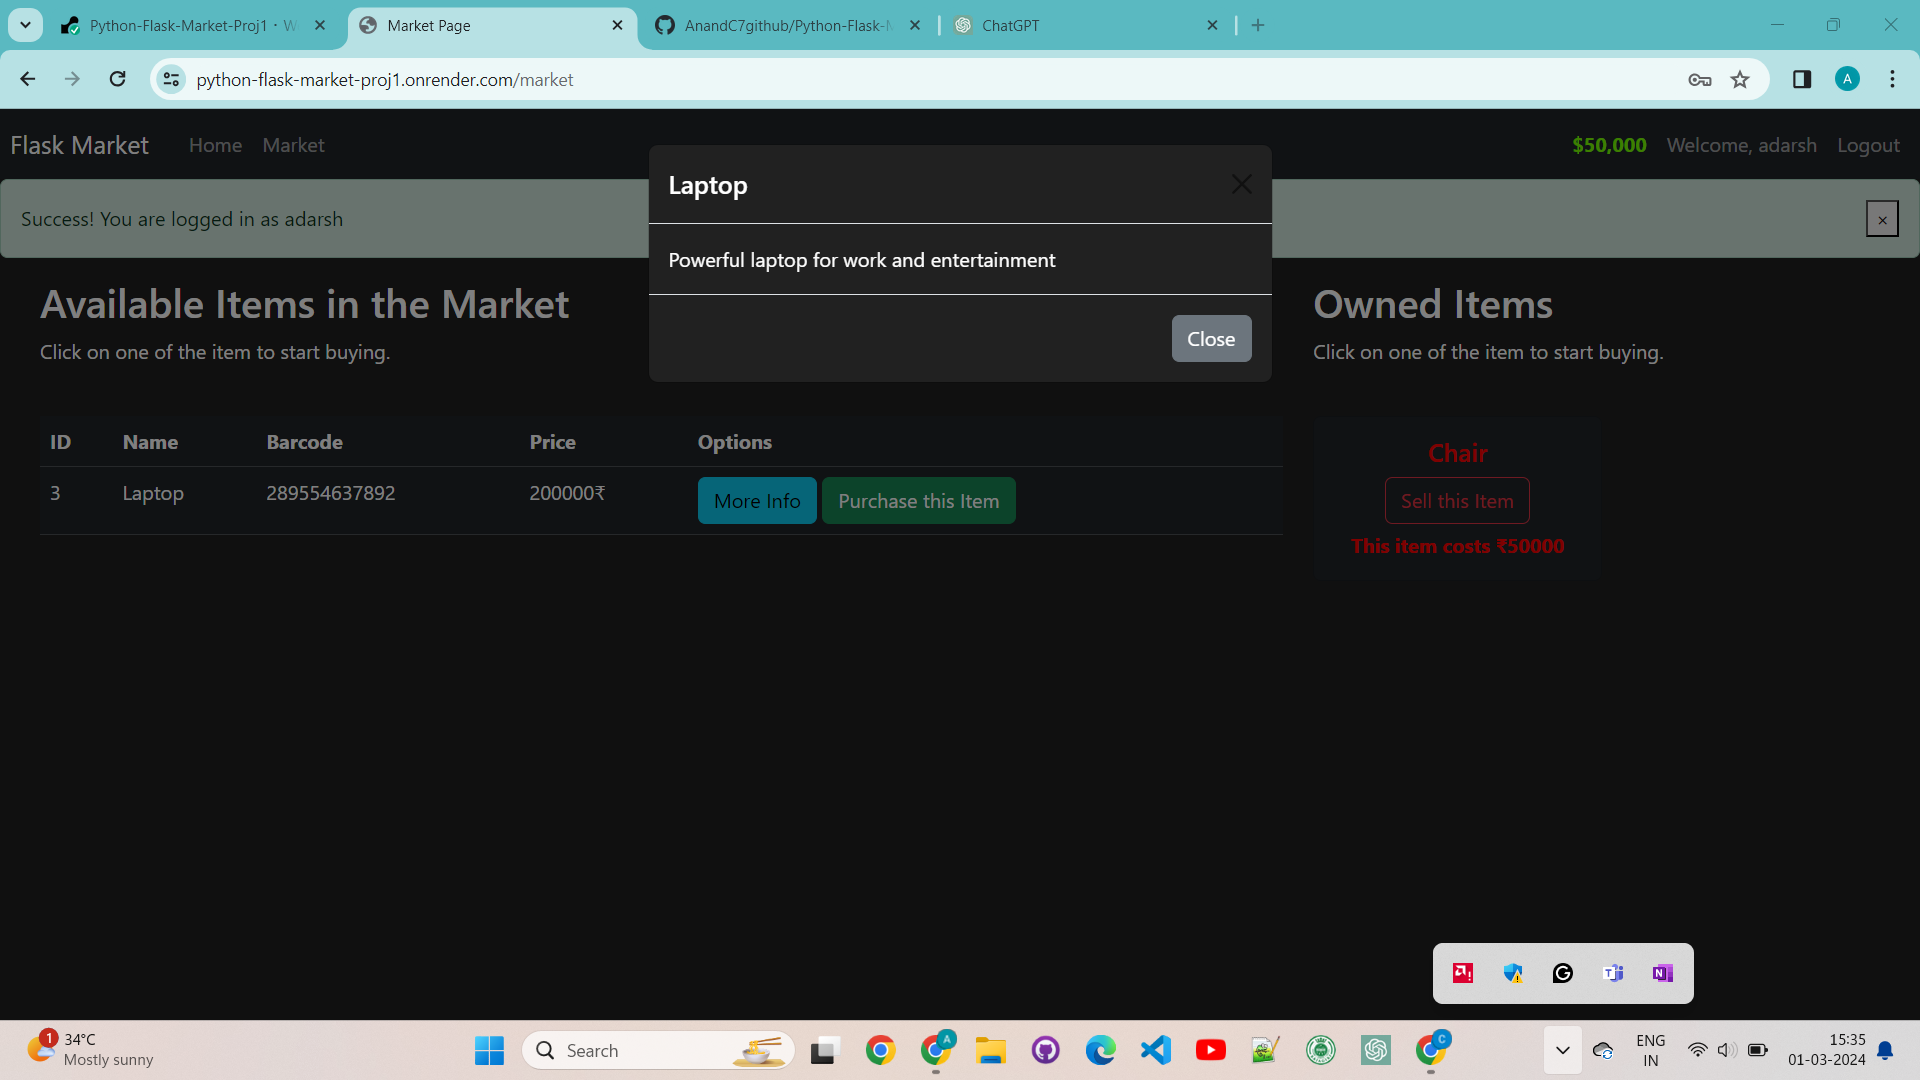 Python-Flask-Market-Proj1 · W
Market Page
AnandC7github/Python-Flask-M
ChatGPT
python-flask-market-proj1.onrender.com/market
A
Flask Market
Home
Market
$50,000
Welcome, adarsh
Logout
Laptop
Success! You are logged in as adarsh
×
Powerful laptop for work and entertainment
Close
Available Items in the Market
Click on one of the item to start buying.
Owned Items
Click on one of the item to start buying.
ID Name Barcode Price Options
3 Laptop 289554637892 200000₹ More Info Purchase this Item
Chair
Sell this Item
This item costs ₹50000
1
34°C
Mostly sunny
Search
A
C
ENG
IN
15:35
01-03-2024